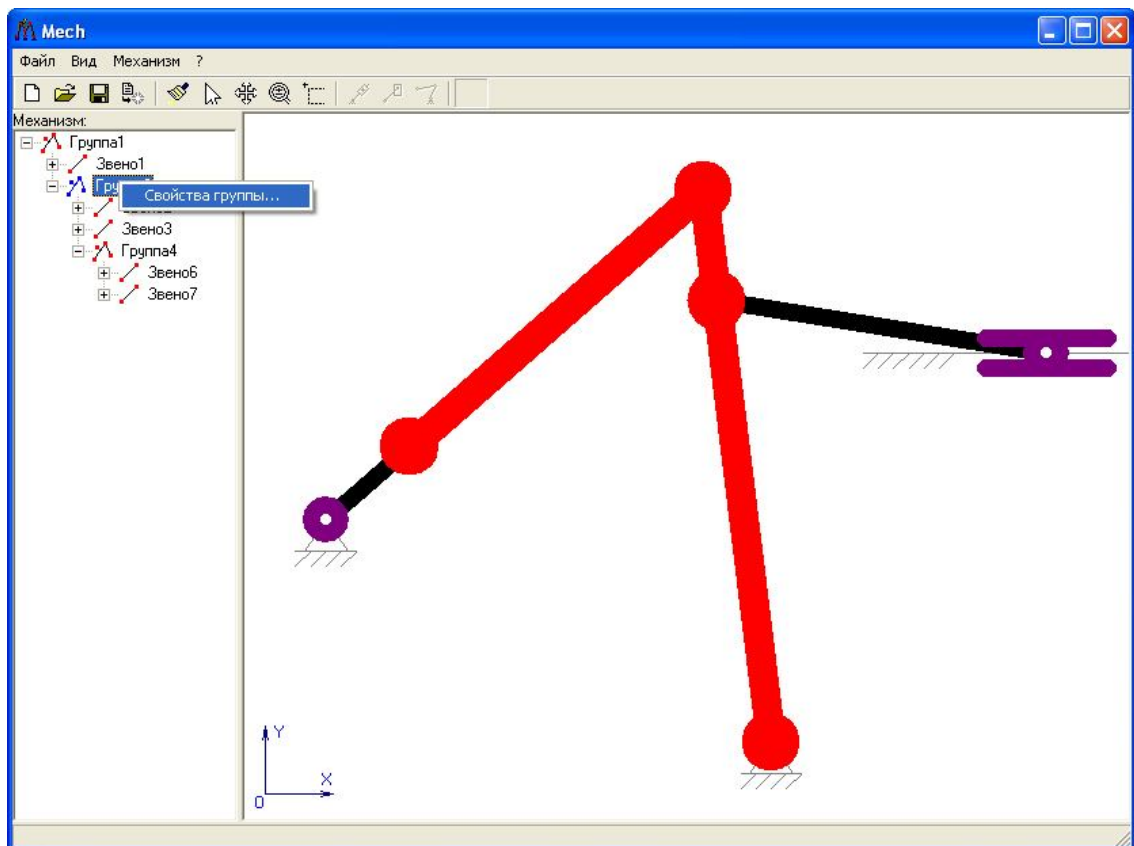 Mech
Файл Вид Механизм ?
Механизм:
Группа1
Звено1
Свойства группы...
Звено3
Группа4
Звено6
Звено7
Y
X
0